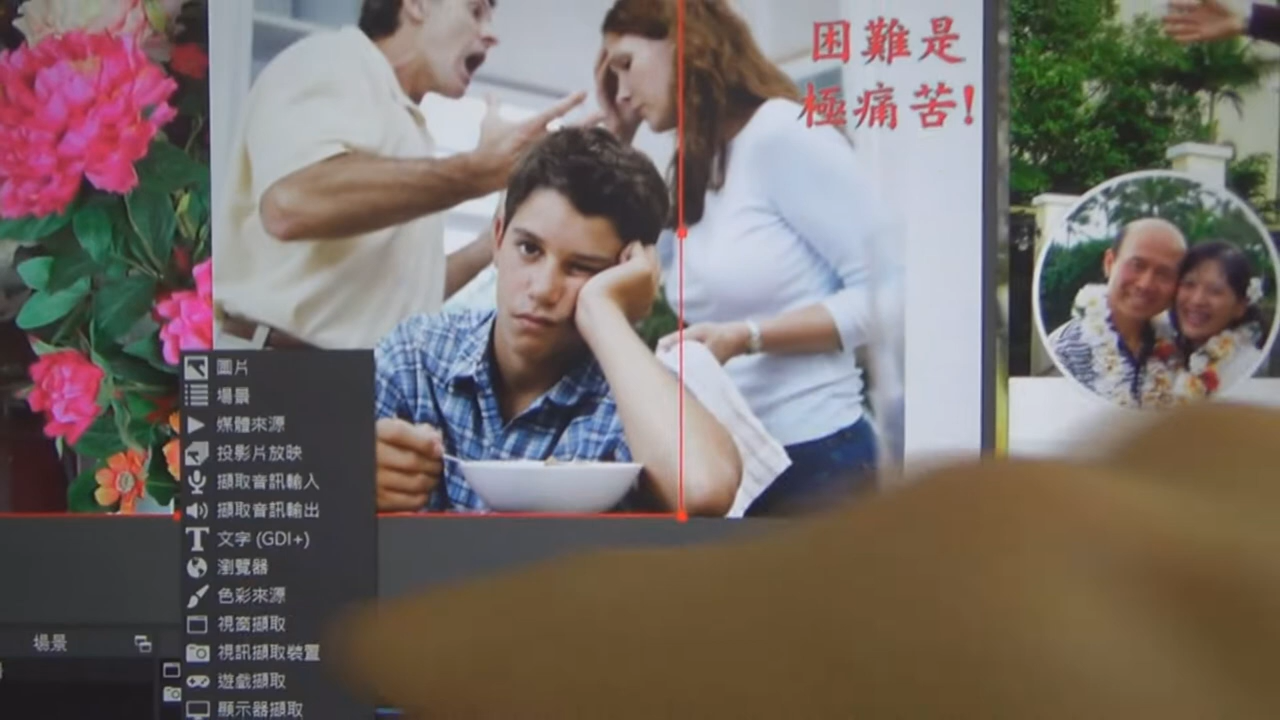 困難是
極痛苦!
圖片
場景
媒體來源
投影片放映
擷取音訊輸入
擷取音訊輸出
文字 (GDI+)
瀏覽器
色彩來源
視窗擷取
視訊擷取裝置
遊戲擷取
顯示器擷取
場景